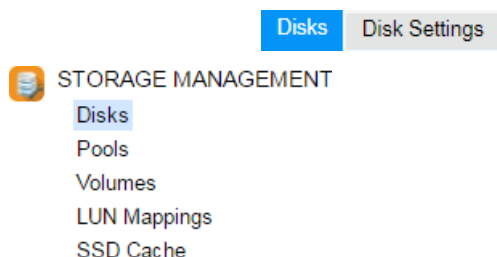 Disks Disk Settings
STORAGE MANAGEMENT
Disks
Pools
Volumes
LUN Mappings
SSD Cache